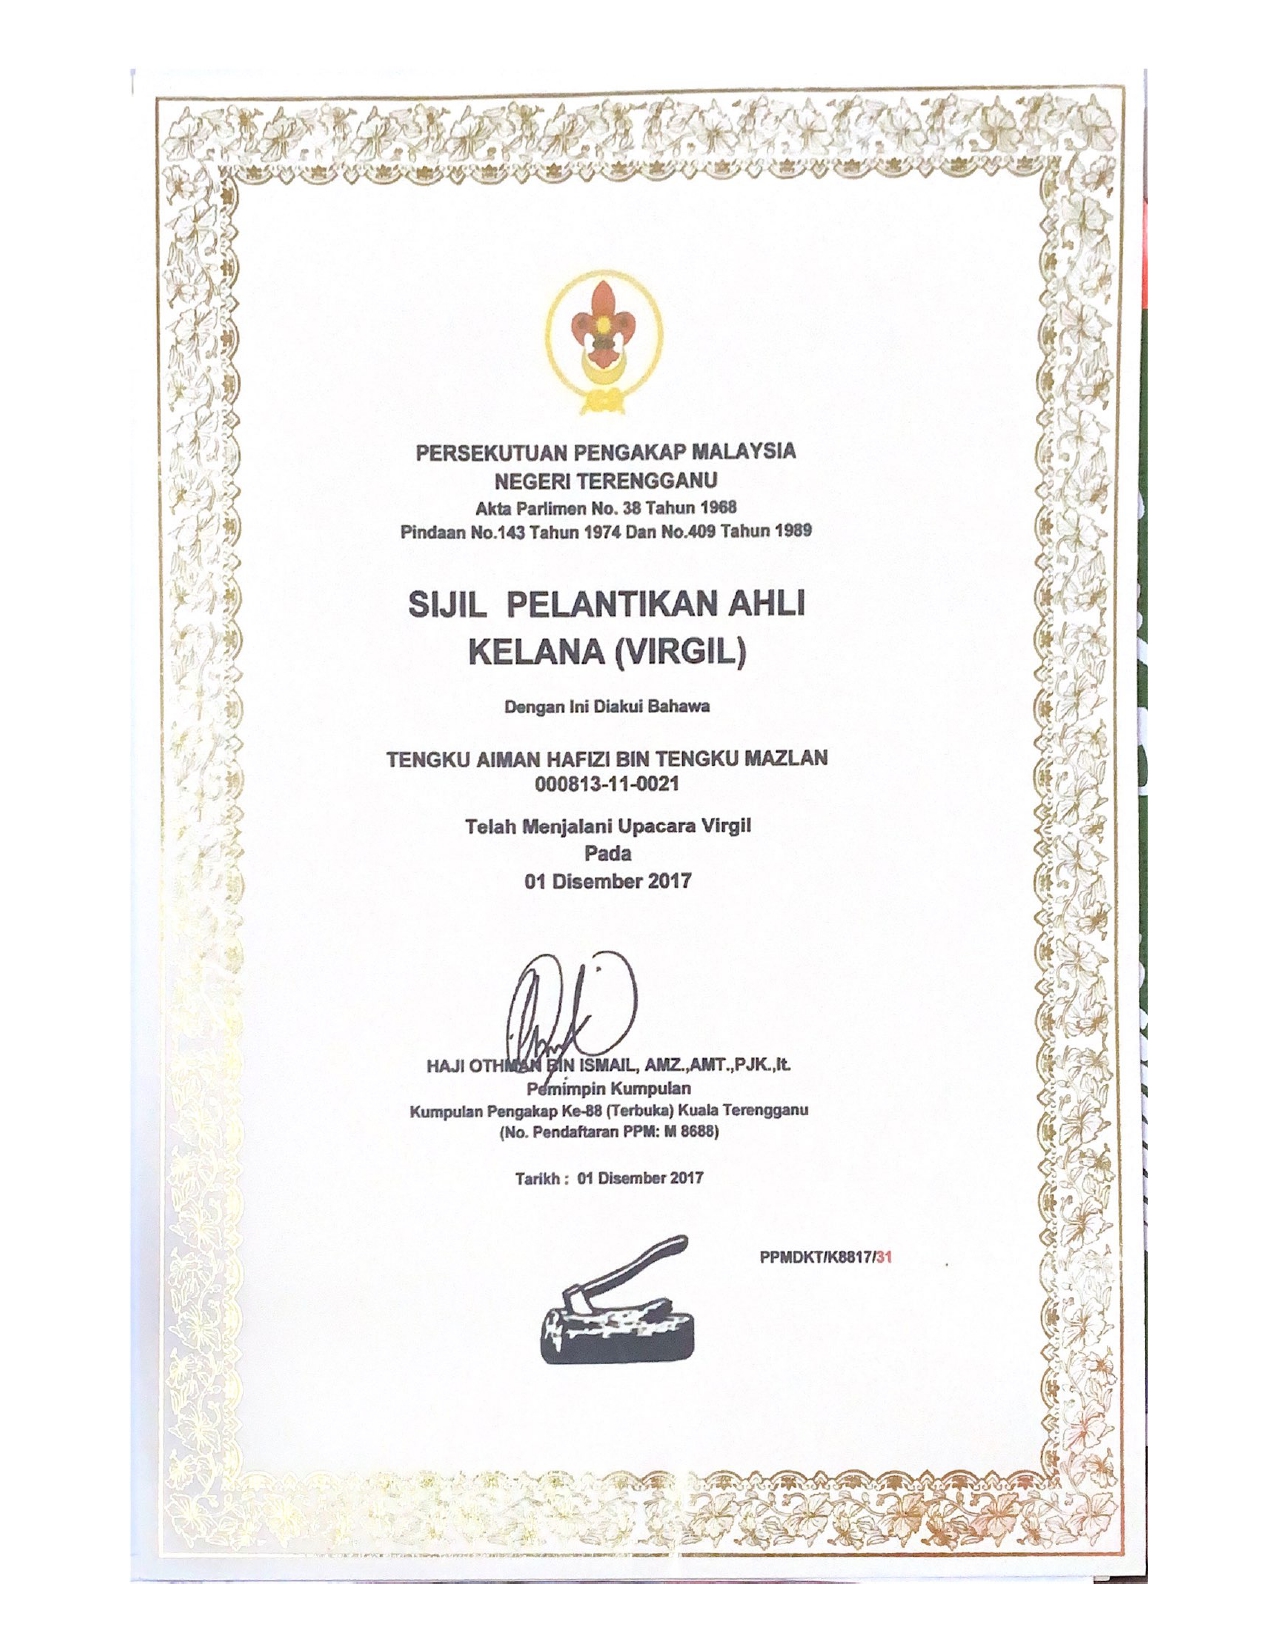 PERSEKUTUAN PENGAKAP MALAYSIA
NEGERI TERENGGANU
Akta Parlimen No. 38 Tahun 1968
Pindaan No.143 Tahun 1974 Dan No.409 Tahun 1989
SIJIL PELANTIKAN AHLI
KELANA (VIRGIL)
Dengan Ini Diakui Bahawa
TENGKU AIMAN HAFIZI BIN TENGKU MAZLAN
000813-11-0021
Telah Menjalani Upacara Virgil
Pada
01 Disember 2017
HAJI OTHMAN BIN ISMAIL, AMZ.,AMT.,PJK.,lt.
Pemimpin Kumpulan
Kumpulan Pengakap Ke-88 (Terbuka) Kuala Terengganu
(No. Pendaftaran PPM: M 8688)
Tarikh : 01 Disember 2017
PPMDKT/K8817/31